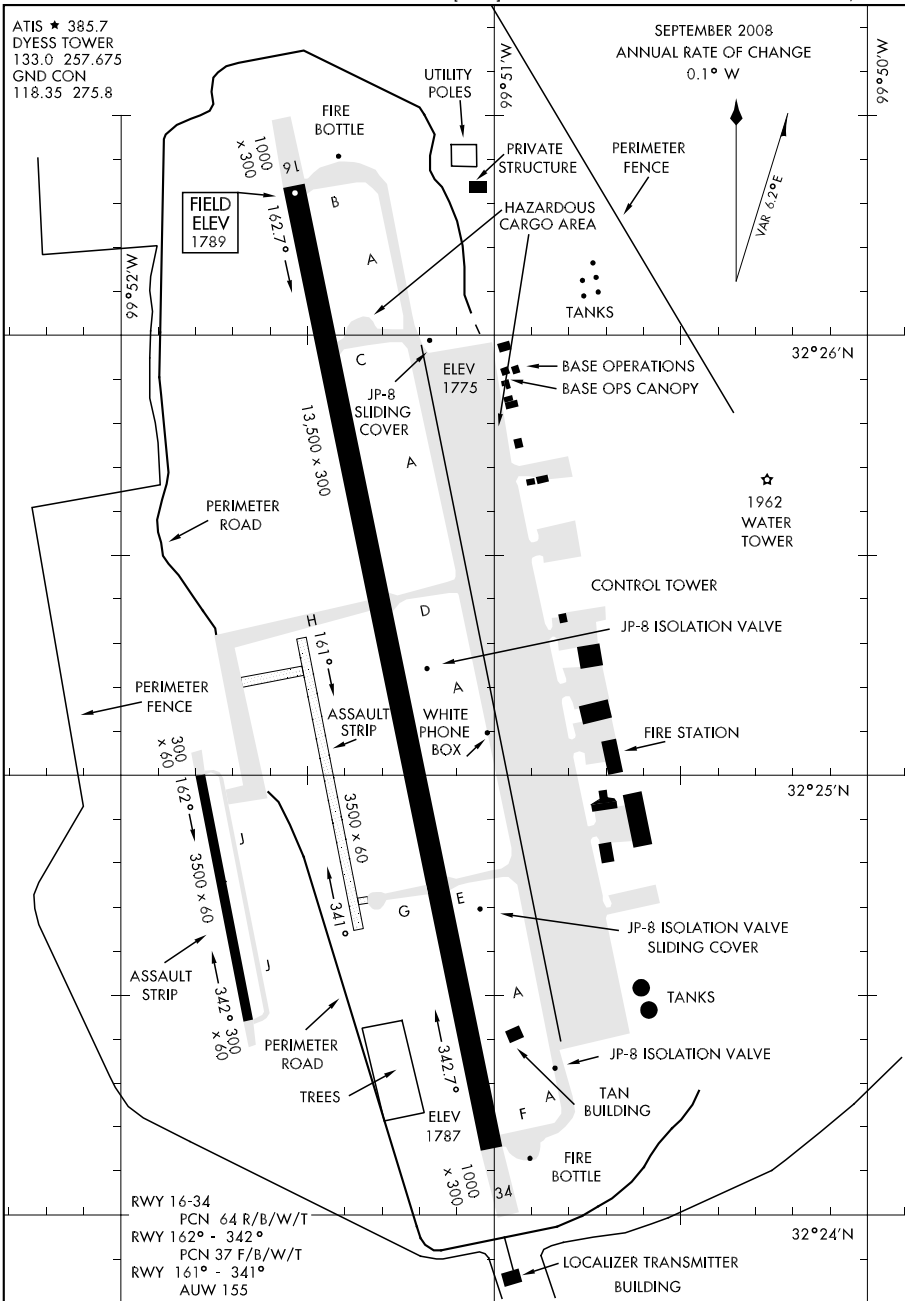 ATIS ★ 385.7
DYESS TOWER
133.0 257.675
GND CON
118.35 275.8
SEPTEMBER 2008
ANNUAL RATE OF CHANGE
0.1° W
VAR 6.2°E
99°51'W
99°50'W
UTILITY
POLES
FIRE
BOTTLE
1000
x 300
16
PRIVATE
STRUCTURE
PERIMETER
FENCE
FIELD
ELEV
1789
162.7°
B
HAZARDOUS
CARGO AREA
A
99°52'W
TANKS
32°26'N
C
ELEV
1775
BASE OPERATIONS
BASE OPS CANOPY
JP-8
SLIDING
COVER
13,500 x 300
A
1962
WATER
TOWER
PERIMETER
ROAD
CONTROL TOWER
H
D
JP-8 ISOLATION VALVE
161°
A
PERIMETER
FENCE
ASSAULT
STRIP
WHITE
PHONE
BOX
FIRE STATION
300
x 60
162°
32°25'N
3500 x 60
J
3500 x 60
341°
G
E
JP-8 ISOLATION VALVE
SLIDING COVER
ASSAULT
STRIP
J
342°
300
x 60
A
TANKS
PERIMETER
ROAD
342.7°
JP-8 ISOLATION VALVE
TREES
TAN
BUILDING
A
F
ELEV
1787
FIRE
BOTTLE
1000
x 300
34
RWY 16-34
PCN 64 R/B/W/T
RWY 162° - 342°
PCN 37 F/B/W/T
RWY 161° - 341°
AUW 155
32°24'N
LOCALIZER TRANSMITTER
BUILDING